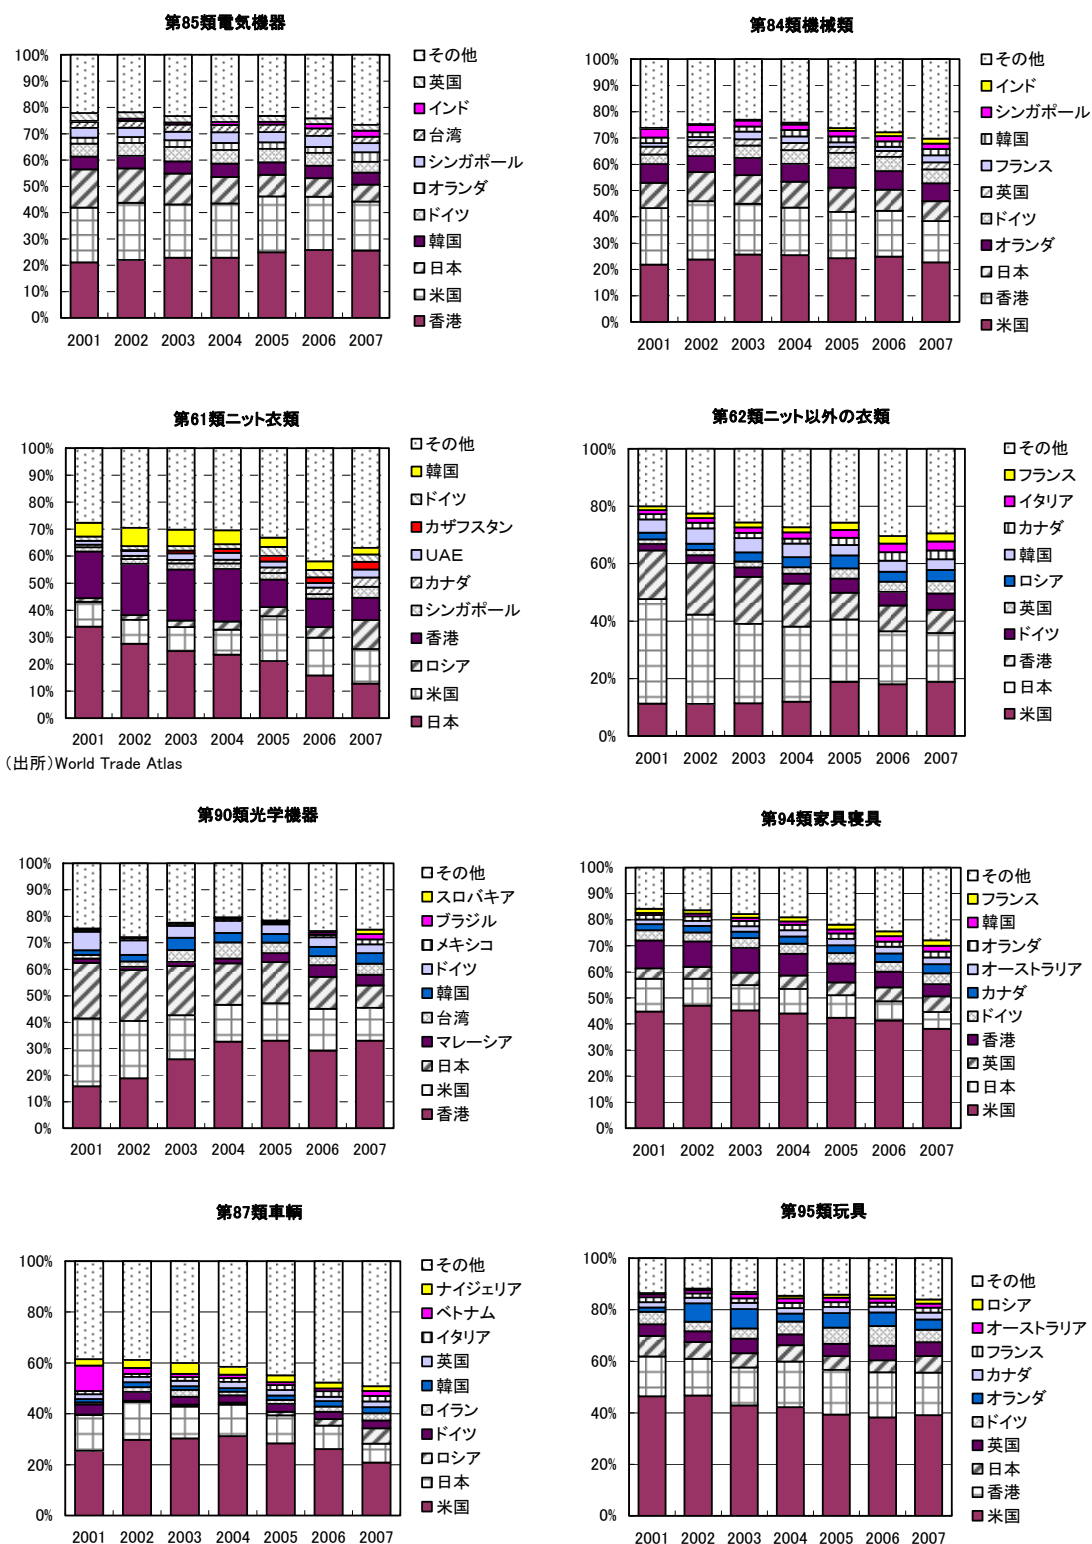 第85類電気機器
100%
90%
80%
70%
60%
50%
40%
30%
20%
10%
0%
2001 2002 2003 2004 2005 2006 2007
その他
英国
インド
台湾
シンガポール
オランダ
ドイツ
韓国
日本
米国
香港
第84類機械類
100%
90%
80%
70%
60%
50%
40%
30%
20%
10%
0%
2001 2002 2003 2004 2005 2006 2007
その他
インド
シンガポール
韓国
フランス
英国
ドイツ
オランダ
日本
香港
米国
第61類ニット衣類
100%
90%
80%
70%
60%
50%
40%
30%
20%
10%
0%
2001 2002 2003 2004 2005 2006 2007
その他
韓国
ドイツ
カザフスタン
UAE
カナダ
シンガポール
香港
ロシア
米国
日本
(出所)World Trade Atlas
第62類ニット以外の衣類
100%
80%
60%
40%
20%
0%
2001 2002 2003 2004 2005 2006 2007
その他
フランス
イタリア
カナダ
韓国
ロシア
英国
ドイツ
香港
日本
米国
第90類光学機器
100%
90%
80%
70%
60%
50%
40%
30%
20%
10%
0%
2001 2002 2003 2004 2005 2006 2007
その他
スロバキア
ブラジル
メキシコ
ドイツ
韓国
台湾
マレーシア
日本
米国
香港
第94類家具寝具
100%
90%
80%
70%
60%
50%
40%
30%
20%
10%
0%
2001 2002 2003 2004 2005 2006 2007
その他
フランス
韓国
オランダ
オーストラリア
カナダ
ドイツ
香港
英国
日本
米国
第87類車輌
100%
80%
60%
40%
20%
0%
2001 2002 2003 2004 2005 2006 2007
その他
ナイジェリア
ベトナム
イタリア
英国
韓国
イラン
ドイツ
ロシア
日本
米国
第95類玩具
100%
80%
60%
40%
20%
0%
2001 2002 2003 2004 2005 2006 2007
その他
ロシア
オーストラリア
フランス
カナダ
オランダ
ドイツ
英国
日本
香港
米国